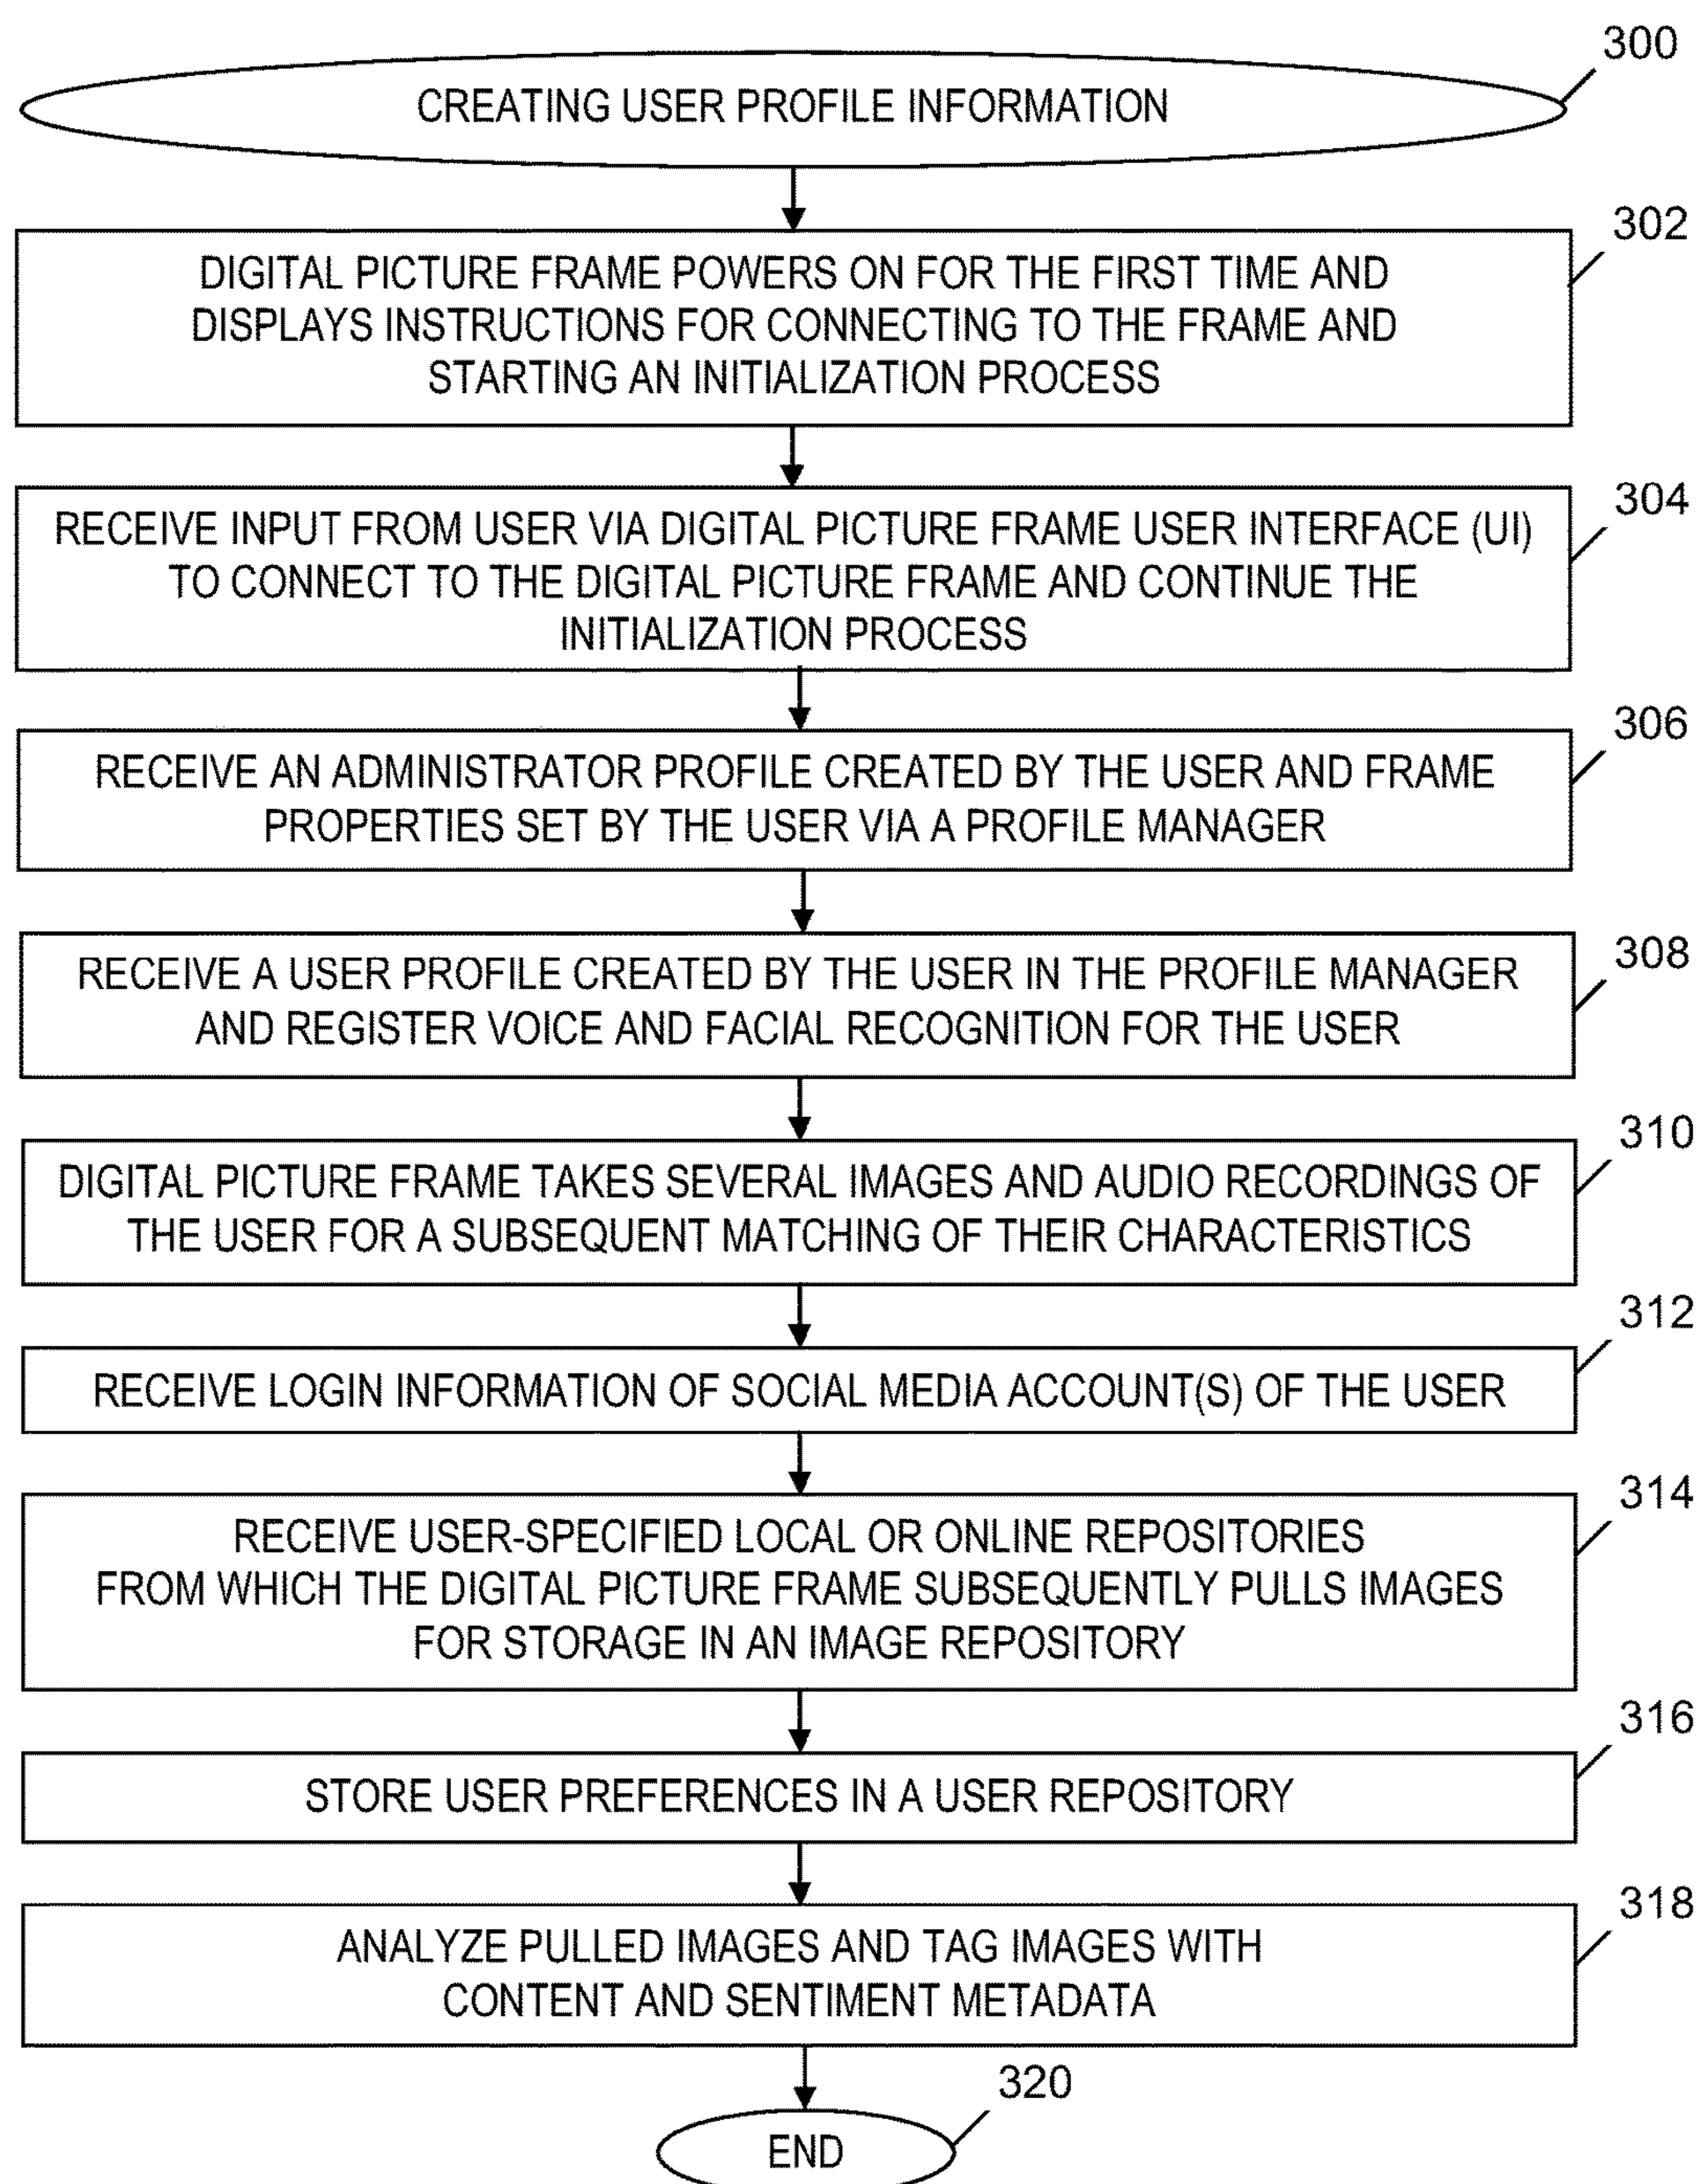 300
CREATING USER PROFILE INFORMATION
302
DIGITAL PICTURE FRAME POWERS ON FOR THE FIRST TIME AND
DISPLAYS INSTRUCTIONS FOR CONNECTING TO THE FRAME AND
STARTING AN INITIALIZATION PROCESS
304
RECEIVE INPUT FROM USER VIA DIGITAL PICTURE FRAME USER INTERFACE (UI)
TO CONNECT TO THE DIGITAL PICTURE FRAME AND CONTINUE THE
INITIALIZATION PROCESS
306
RECEIVE AN ADMINISTRATOR PROFILE CREATED BY THE USER AND FRAME
PROPERTIES SET BY THE USER VIA A PROFILE MANAGER
308
RECEIVE A USER PROFILE CREATED BY THE USER IN THE PROFILE MANAGER
AND REGISTER VOICE AND FACIAL RECOGNITION FOR THE USER
310
DIGITAL PICTURE FRAME TAKES SEVERAL IMAGES AND AUDIO RECORDINGS OF
THE USER FOR A SUBSEQUENT MATCHING OF THEIR CHARACTERISTICS
312
RECEIVE LOGIN INFORMATION OF SOCIAL MEDIA ACCOUNT(S) OF THE USER
314
RECEIVE USER-SPECIFIED LOCAL OR ONLINE REPOSITORIES
FROM WHICH THE DIGITAL PICTURE FRAME SUBSEQUENTLY PULLS IMAGES
FOR STORAGE IN AN IMAGE REPOSITORY
316
STORE USER PREFERENCES IN A USER REPOSITORY
318
ANALYZE PULLED IMAGES AND TAG IMAGES WITH
CONTENT AND SENTIMENT METADATA
320
END